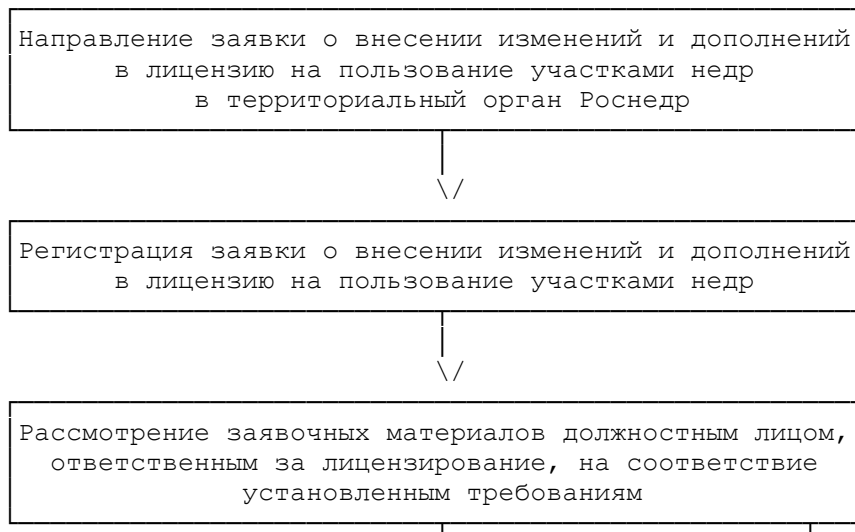 Направление заявки о внесении изменений и дополнений
в лицензию на пользование участками недр
в территориальный орган Роснедр
Регистрация заявки о внесении изменений и дополнений
в лицензию на пользование участками недр
Рассмотрение заявочных материалов должностным лицом,
ответственным за лицензирование, на соответствие
установленным требованиям